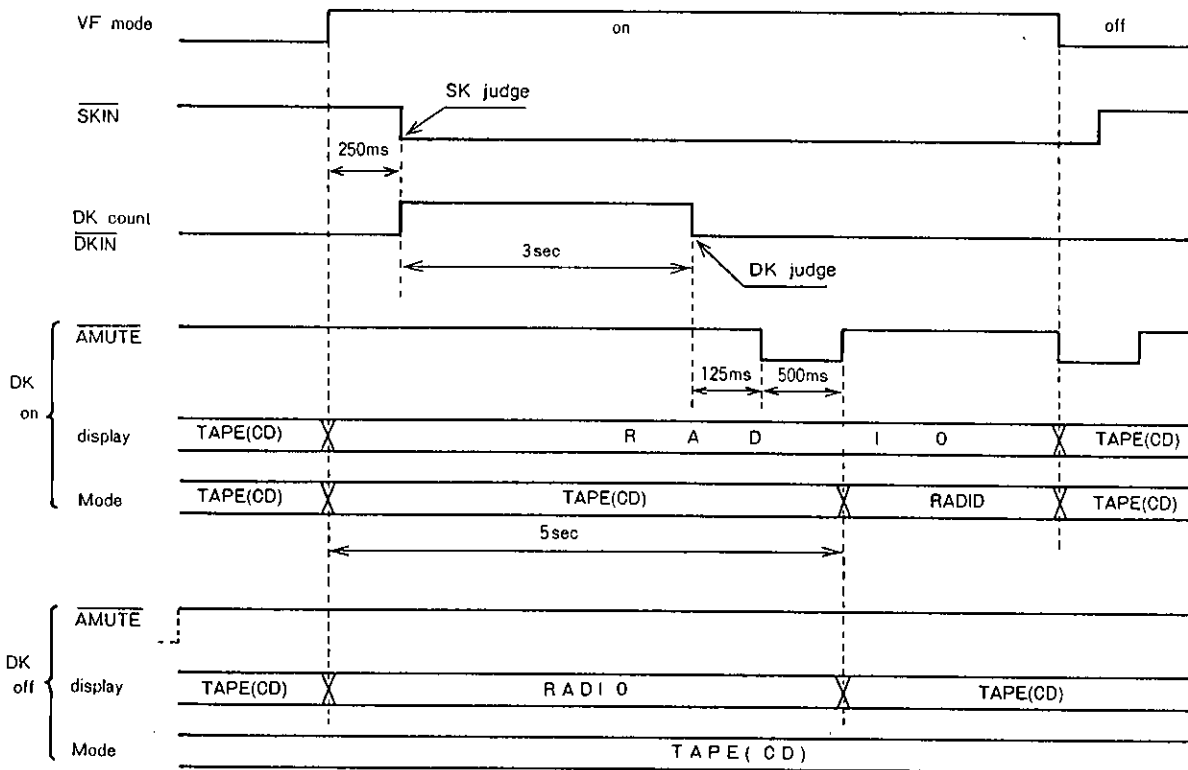 VF mode
on
off
SKIN
SK judge
250ms
DK count
DKIN
3sec
DK judge
DK on
AMUTE
125ms
500ms
display
TAPE(CD)
R A D I O
TAPE(CD)
Mode
TAPE(CD)
TAPE(CD)
RADID
TAPE(CD)
5sec
DK off
AMUTE
display
TAPE(CD)
RADIO
TAPE(CD)
Mode
TAPE(CD)